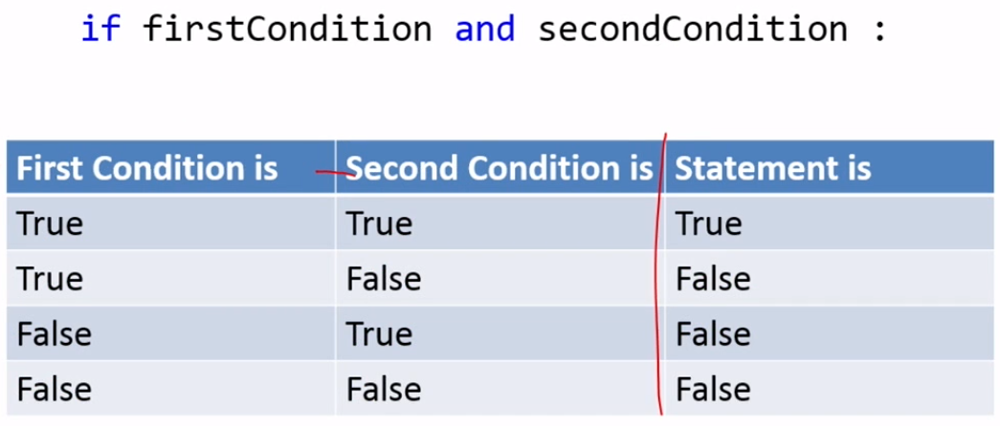 if firstCondition and secondCondition :
First Condition is Second Condition is Statement is
True True True
True False False
False True False
False False False